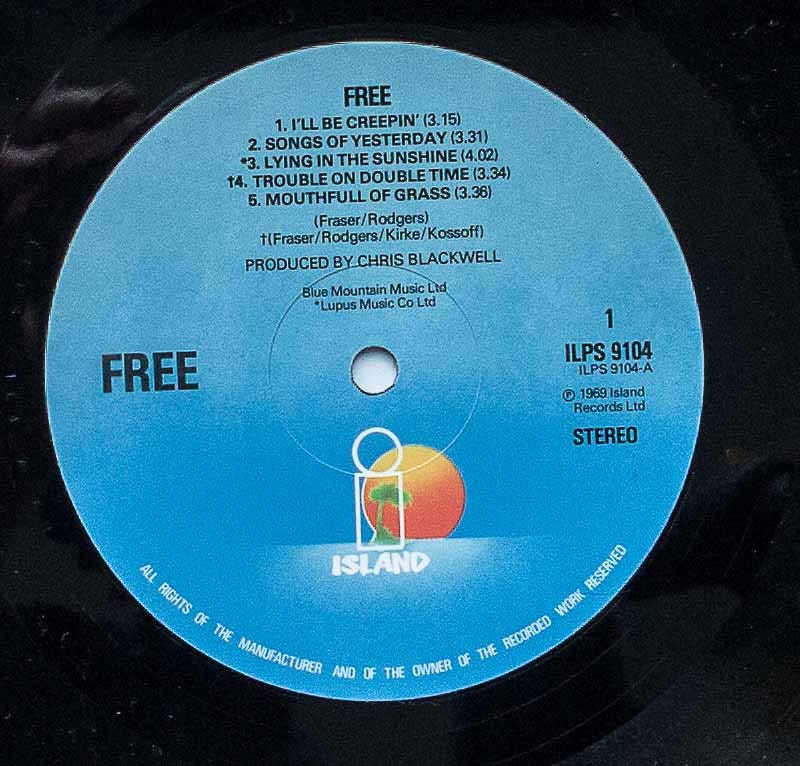 FREE
1. I'LL BE CREEPIN' (3.15)
2. SONGS OF YESTERDAY (3.31)
*3. LYING IN THE SUNSHINE (4.02)
†4. TROUBLE ON DOUBLE TIME (3.34)
5. MOUTHFULL OF GRASS (3.36)
(Fraser/Rodgers)
†(Fraser/Rodgers/Kirke/Kossoff)
PRODUCED BY CHRIS BLACKWELL
Blue Mountain Music Ltd
*Lupus Music Co Ltd
FREE
1
ILPS 9104
ILPS 9104-A
℗ 1969 Island
Records Ltd
STEREO
ISLAND
ALL RIGHTS OF THE MANUFACTURER AND OF THE OWNER OF THE RECORDED WORK RESERVED